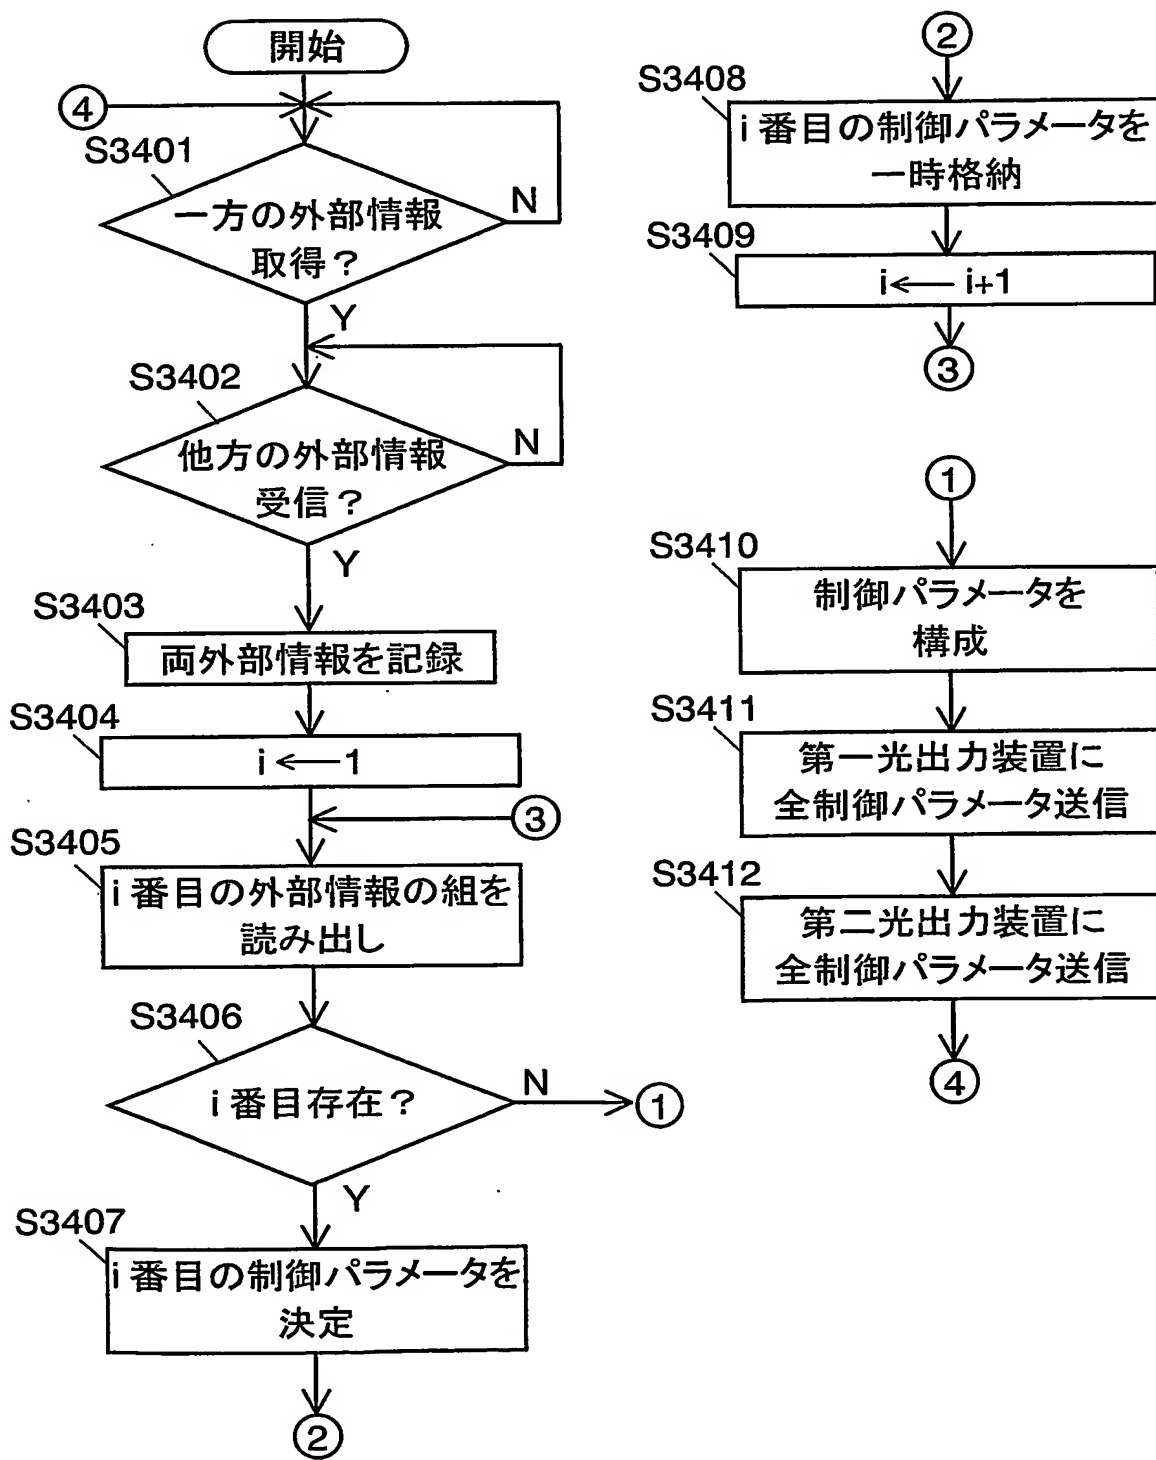 開始
④
S3401
一方の外部情報
取得？
N
Y
S3402
他方の外部情報
受信？
N
Y
S3403
両外部情報を記録
S3404
i ← 1
③
S3405
i 番目の外部情報の組を
読み出し
S3406
i 番目存在？
N
①
Y
S3407
i 番目の制御パラメータを
決定
②
②
S3408
i 番目の制御パラメータを
一時格納
S3409
i ← i+1
③
①
S3410
制御パラメータを
構成
S3411
第一光出力装置に
全制御パラメータ送信
S3412
第二光出力装置に
全制御パラメータ送信
④